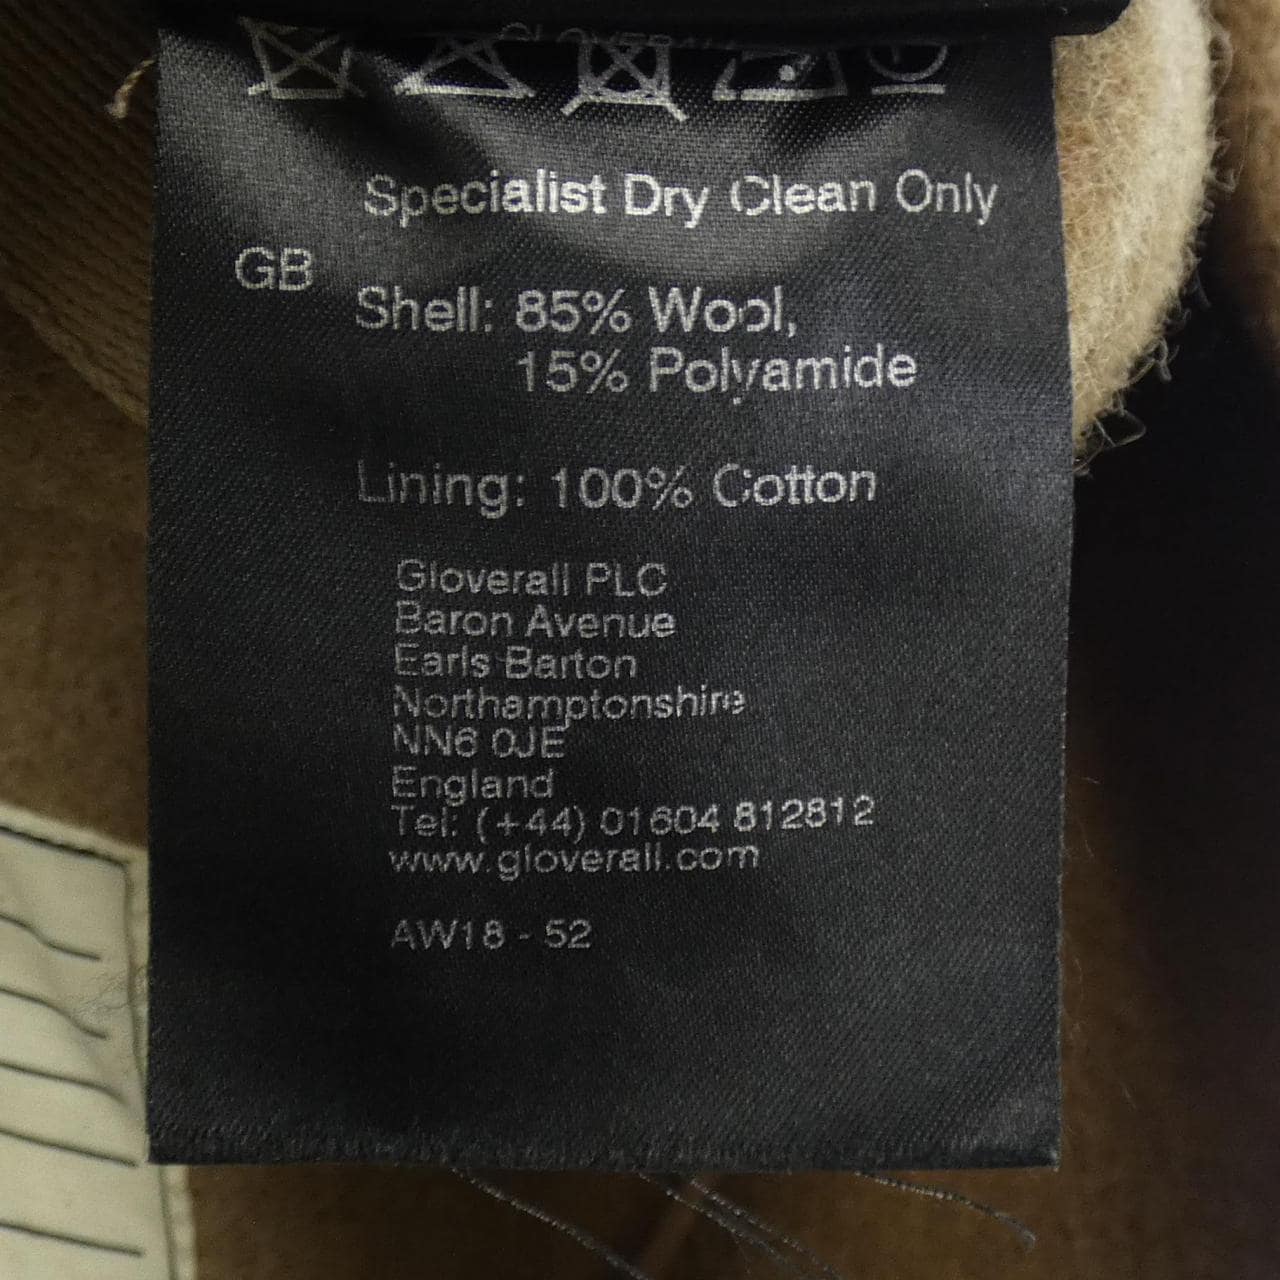 Specialist Dry Clean Only
GB
Shell: 85% Wool,
15% Polyamide
Lining: 100% Cotton
Gloverall PLC
Baron Avenue
Earls Barton
Northamptonshire
NN6 0JE
England
Tel: (+44) 01604 812812
www.gloverall.com
AW18 - 52